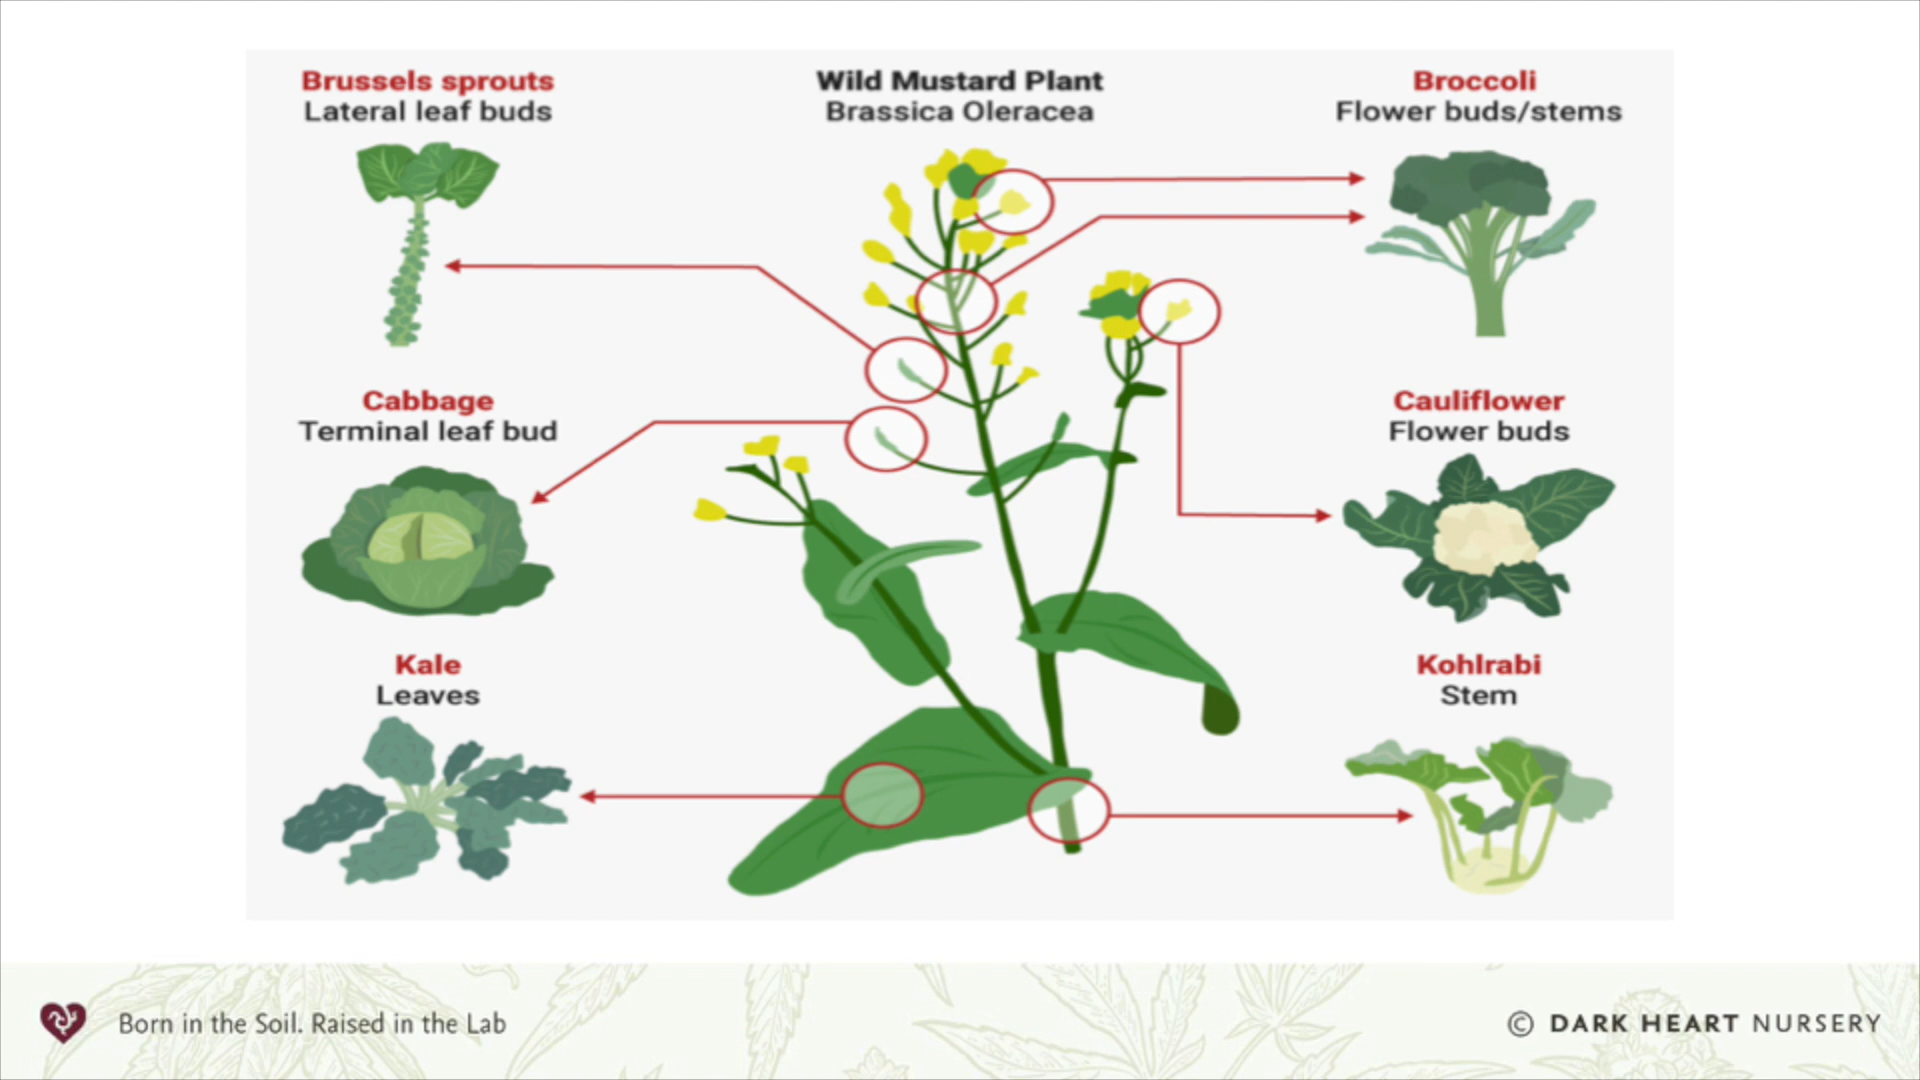 Brussels sprouts
Lateral leaf buds
Wild Mustard Plant
Brassica Oleracea
Broccoli
Flower buds/stems
Cabbage
Terminal leaf bud
Cauliflower
Flower buds
Kale
Leaves
Kohlrabi
Stem
Born in the Soil. Raised in the Lab
© DARK HEART NURSERY